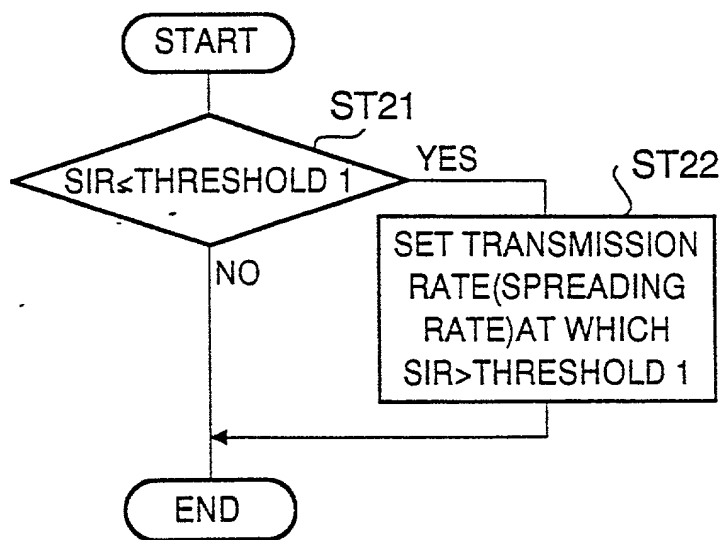 START
ST21
SIR≤THRESHOLD 1
YES
ST22
SET TRANSMISSION
RATE(SPREADING
RATE)AT WHICH
SIR>THRESHOLD 1
NO
END